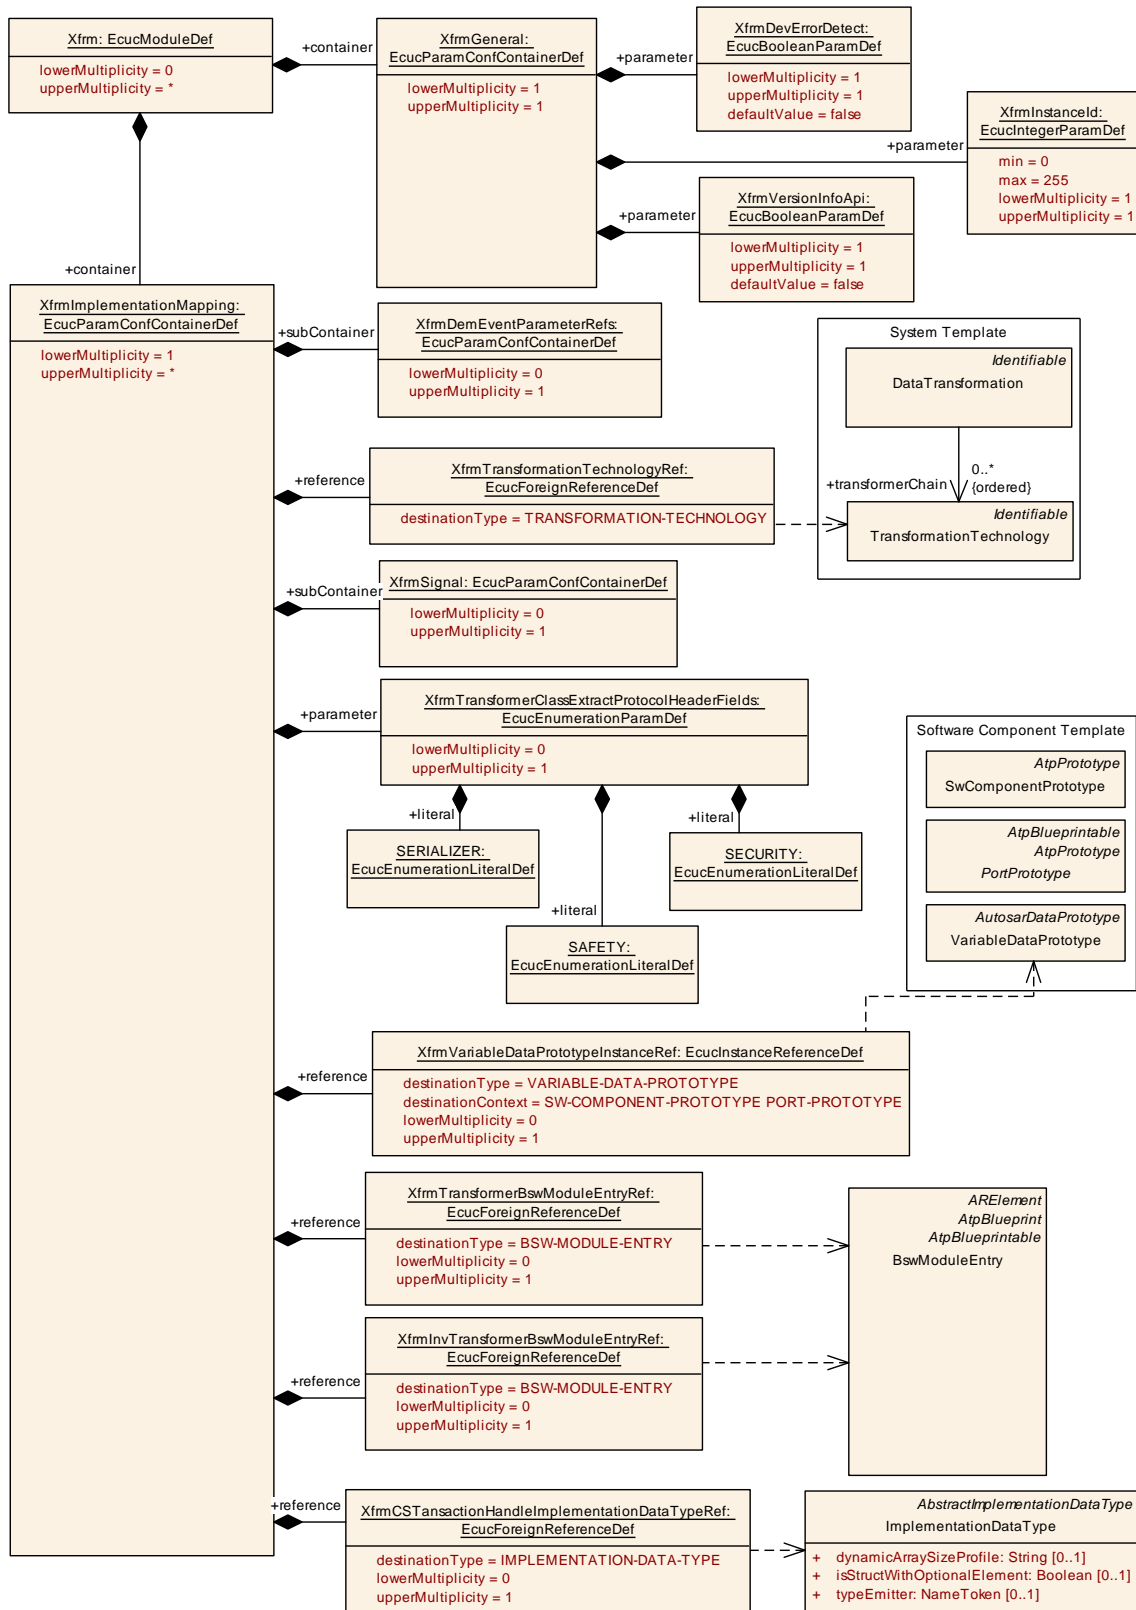 Xfrm: EcucModuleDef
lowerMultiplicity = 0
upperMultiplicity = *
+container
XfrmGeneral:
EcucParamConfContainerDef
lowerMultiplicity = 1
upperMultiplicity = 1
+parameter
XfrmDevErrorDetect:
EcucBooleanParamDef
lowerMultiplicity = 1
upperMultiplicity = 1
defaultValue = false
+parameter
XfrmInstanceId:
EcucIntegerParamDef
min = 0
max = 255
lowerMultiplicity = 1
upperMultiplicity = 1
+parameter
XfrmVersionInfoApi:
EcucBooleanParamDef
lowerMultiplicity = 1
upperMultiplicity = 1
defaultValue = false
+container
XfrmImplementationMapping:
EcucParamConfContainerDef
lowerMultiplicity = 1
upperMultiplicity = *
+subContainer
XfrmDemEventParameterRefs:
EcucParamConfContainerDef
lowerMultiplicity = 0
upperMultiplicity = 1
System Template
Identifiable
DataTransformation
+transformerChain
0..*
{ordered}
Identifiable
TransformationTechnology
+reference
XfrmTransformationTechnologyRef:
EcucForeignReferenceDef
destinationType = TRANSFORMATION-TECHNOLOGY
+subContainer
XfrmSignal: EcucParamConfContainerDef
lowerMultiplicity = 0
upperMultiplicity = 1
+parameter
XfrmTransformerClassExtractProtocolHeaderFields:
EcucEnumerationParamDef
lowerMultiplicity = 0
upperMultiplicity = 1
+literal
SERIALIZER:
EcucEnumerationLiteralDef
+literal
SAFETY:
EcucEnumerationLiteralDef
+literal
SECURITY:
EcucEnumerationLiteralDef
Software Component Template
AtpPrototype
SwComponentPrototype
AtpBlueprintable
AtpPrototype
PortPrototype
AutosarDataPrototype
VariableDataPrototype
+reference
XfrmVariableDataPrototypeInstanceRef: EcucInstanceReferenceDef
destinationType = VARIABLE-DATA-PROTOTYPE
destinationContext = SW-COMPONENT-PROTOTYPE PORT-PROTOTYPE
lowerMultiplicity = 0
upperMultiplicity = 1
+reference
XfrmTransformerBswModuleEntryRef:
EcucForeignReferenceDef
destinationType = BSW-MODULE-ENTRY
lowerMultiplicity = 0
upperMultiplicity = 1
ARElement
AtpBlueprint
AtpBlueprintable
BswModuleEntry
+reference
XfrmInvTransformerBswModuleEntryRef:
EcucForeignReferenceDef
destinationType = BSW-MODULE-ENTRY
lowerMultiplicity = 0
upperMultiplicity = 1
+reference
XfrmCSTansactionHandleImplementationDataTypeRef:
EcucForeignReferenceDef
destinationType = IMPLEMENTATION-DATA-TYPE
lowerMultiplicity = 0
upperMultiplicity = 1
AbstractImplementationDataType
ImplementationDataType
+ dynamicArraySizeProfile: String [0..1]
+ isStructWithOptionalElement: Boolean [0..1]
+ typeEmitter: NameToken [0..1]